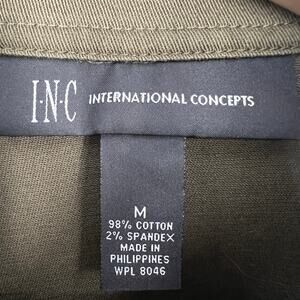 I·N·C INTERNATIONAL CONCEPTS
M
98% COTTON
2% SPANDEX
MADE IN
PHILIPPINES
WPL 8046